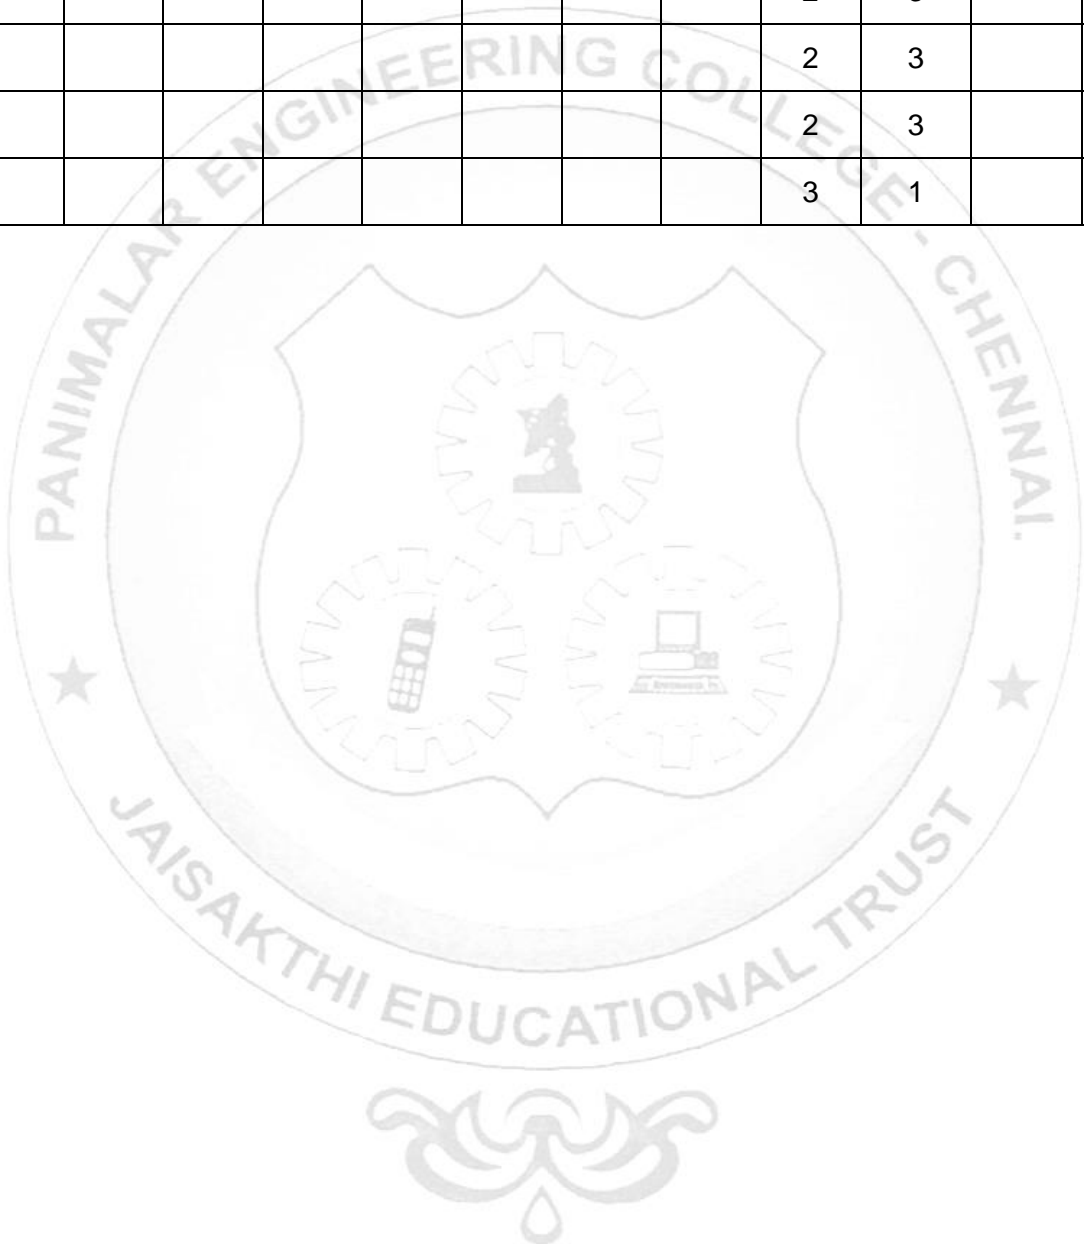 2 3
2 3
3 1
PANIMALAR ENGINEERING COLLEGE - CHENNAI.
JAISAKTHI EDUCATIONAL TRUST